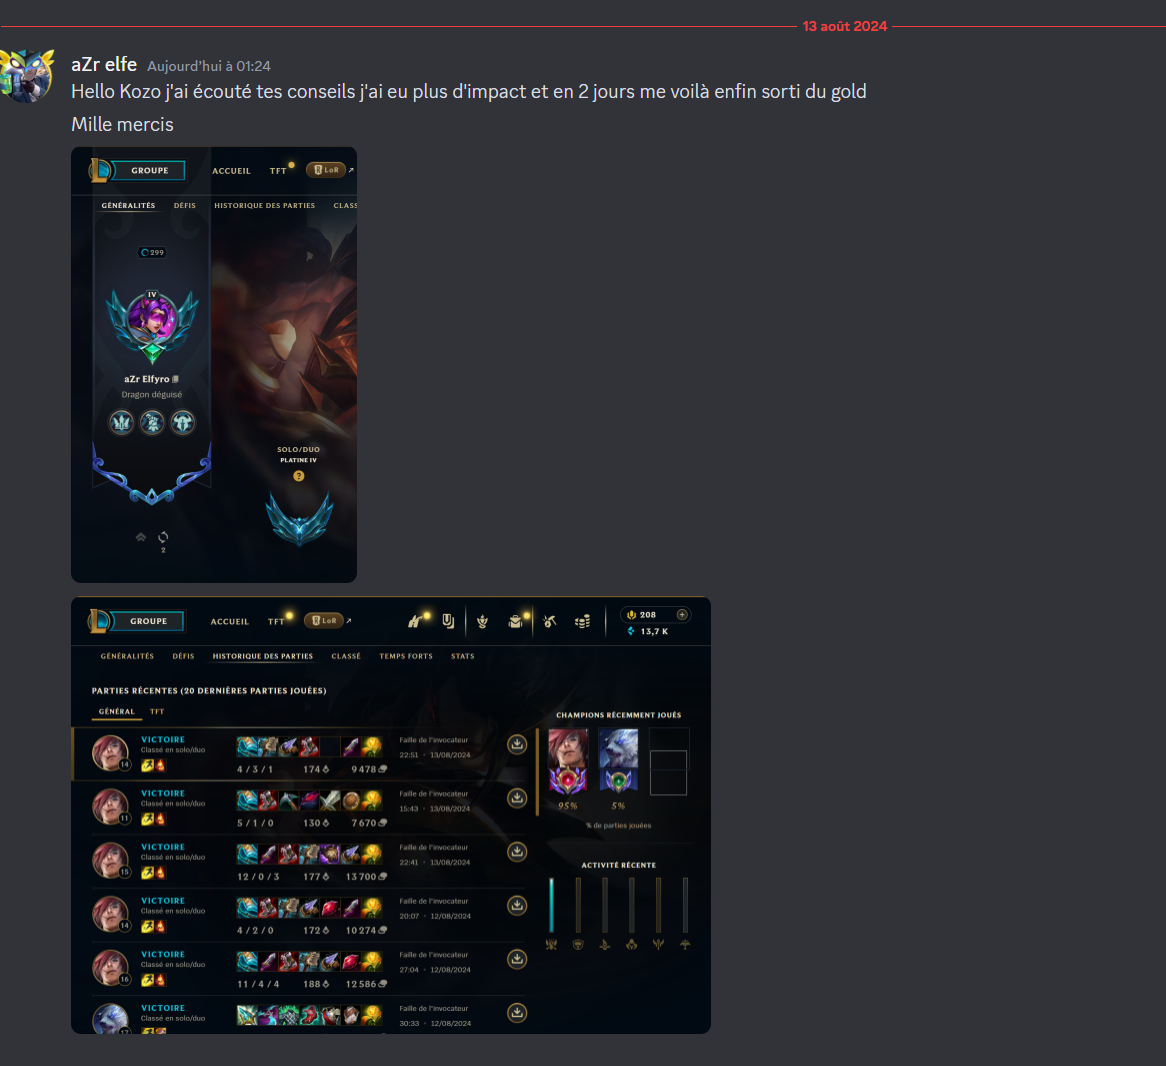 13 août 2024
aZr elfe Aujourd'hui à 01:24
Hello Kozo j'ai écouté tes conseils j'ai eu plus d'impact et en 2 jours me voilà enfin sorti du gold
Mille mercis
GROUPE ACCUEIL TFT LoR
GÉNÉRALITÉS DÉFIS HISTORIQUE DES PARTIES CLASS
299
IV
aZr Elfyro
Dragon déguisé
SOLO/DUO
PLATINE IV
?
2
GROUPE ACCUEIL TFT LoR 208
13,7 K
GÉNÉRALITÉS DÉFIS HISTORIQUE DES PARTIES CLASSÉ TEMPS FORTS STATS
PARTIES RÉCENTES (20 DERNIÈRES PARTIES JOUÉES)
GÉNÉRAL TFT
VICTOIRE
Classé en solo/duo
14
4 / 3 / 1 174 9 478
Faille de l'invocateur
22:51 · 13/08/2024
VICTOIRE
Classé en solo/duo
11
5 / 1 / 0 130 7 670
Faille de l'invocateur
15:43 · 13/08/2024
VICTOIRE
Classé en solo/duo
15
12 / 0 / 3 177 13 700
Faille de l'invocateur
22:41 · 13/08/2024
VICTOIRE
Classé en solo/duo
14
4 / 2 / 0 172 10 274
Faille de l'invocateur
20:07 · 12/08/2024
VICTOIRE
Classé en solo/duo
16
11 / 4 / 4 188 12 586
Faille de l'invocateur
27:04 · 12/08/2024
VICTOIRE
Classé en solo/duo
17
Faille de l'invocateur
30:33 · 12/08/2024
CHAMPIONS RÉCEMMENT JOUÉS
95% 5%
% de parties jouées
ACTIVITÉ RÉCENTE